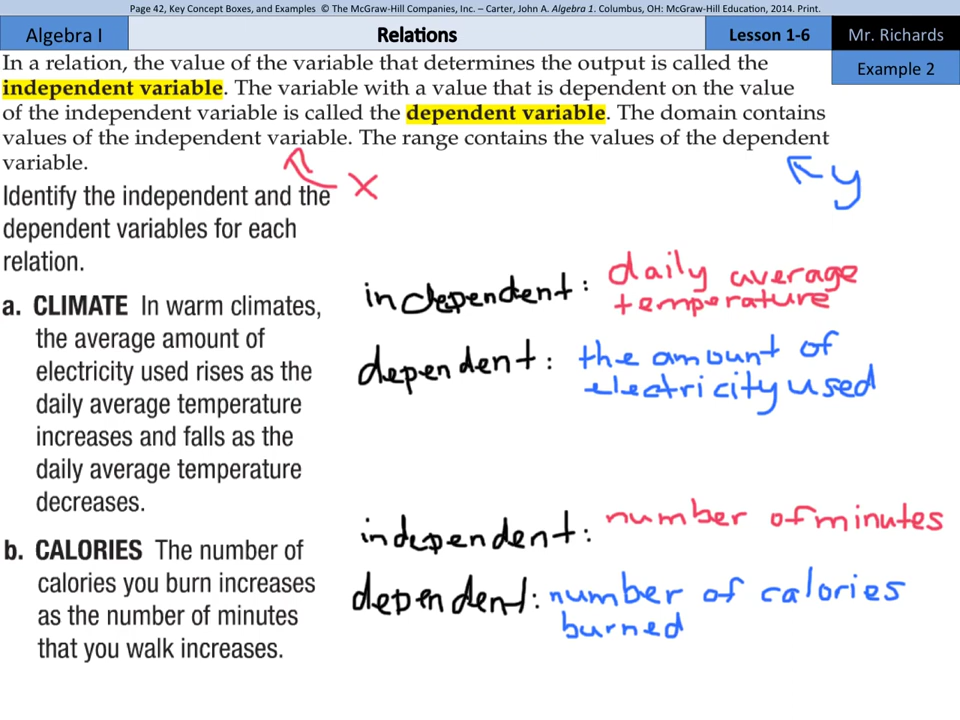 Page 42, Key Concept Boxes, and Examples © The McGraw-Hill Companies, Inc. – Carter, John A. Algebra 1. Columbus, OH: McGraw-Hill Education, 2014. Print.
Algebra I
Relations
Lesson 1-6
Mr. Richards
Example 2
In a relation, the value of the variable that determines the output is called the
independent variable. The variable with a value that is dependent on the value
of the independent variable is called the dependent variable. The domain contains
values of the independent variable. The range contains the values of the dependent
variable.
x
y
Identify the independent and the
dependent variables for each
relation.
a. CLIMATE In warm climates,
the average amount of
electricity used rises as the
daily average temperature
increases and falls as the
daily average temperature
decreases.
independent: daily average
temperature
dependent: the amount of
electricity used
b. CALORIES The number of
calories you burn increases
as the number of minutes
that you walk increases.
independent: number of minutes
dependent: number of calories
burned